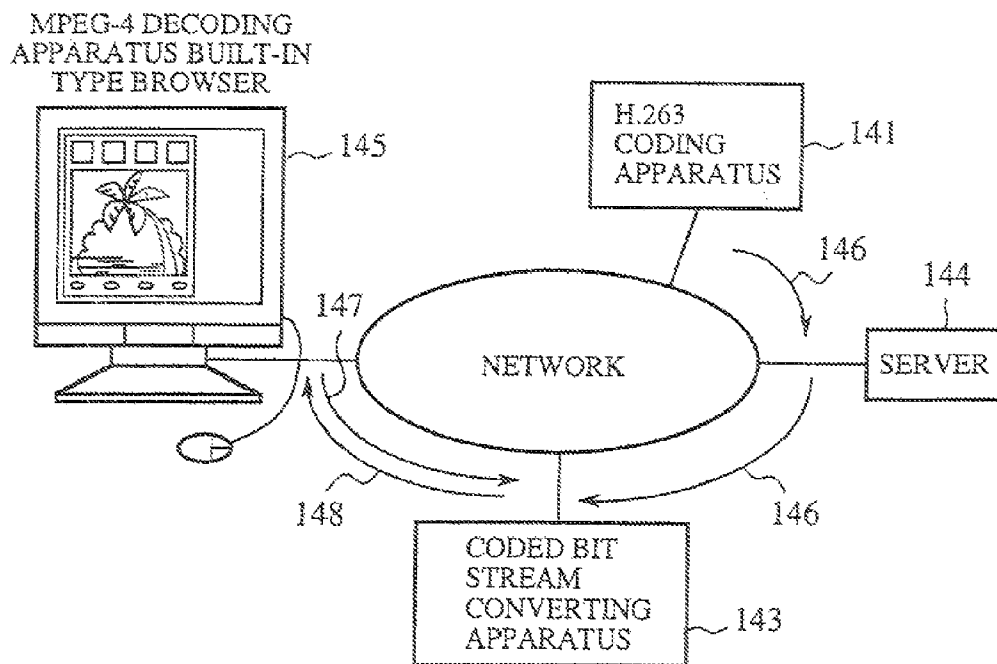 MPEG-4 DECODING
APPARATUS BUILT-IN
TYPE BROWSER
145
H.263
CODING
APPARATUS
141
146
144
SERVER
147
NETWORK
148
146
CODED BIT
STREAM
CONVERTING
APPARATUS
143